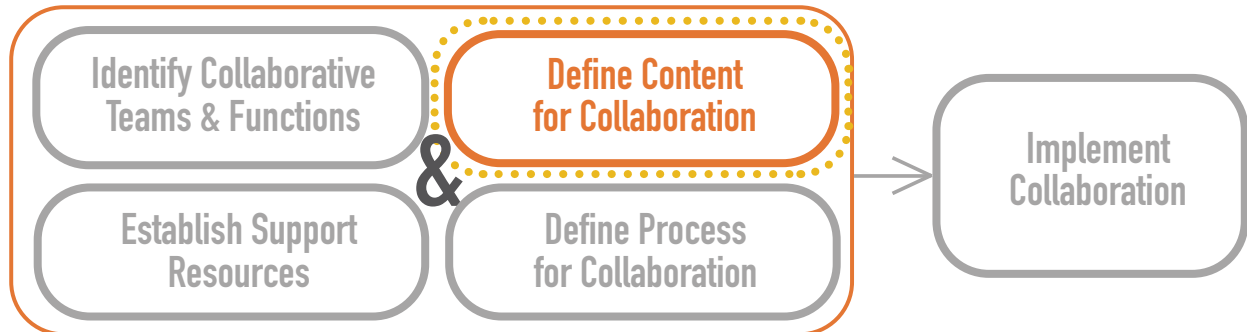 Identify Collaborative
Teams & Functions
Define Content
for Collaboration
&
Establish Support
Resources
Define Process
for Collaboration
Implement
Collaboration